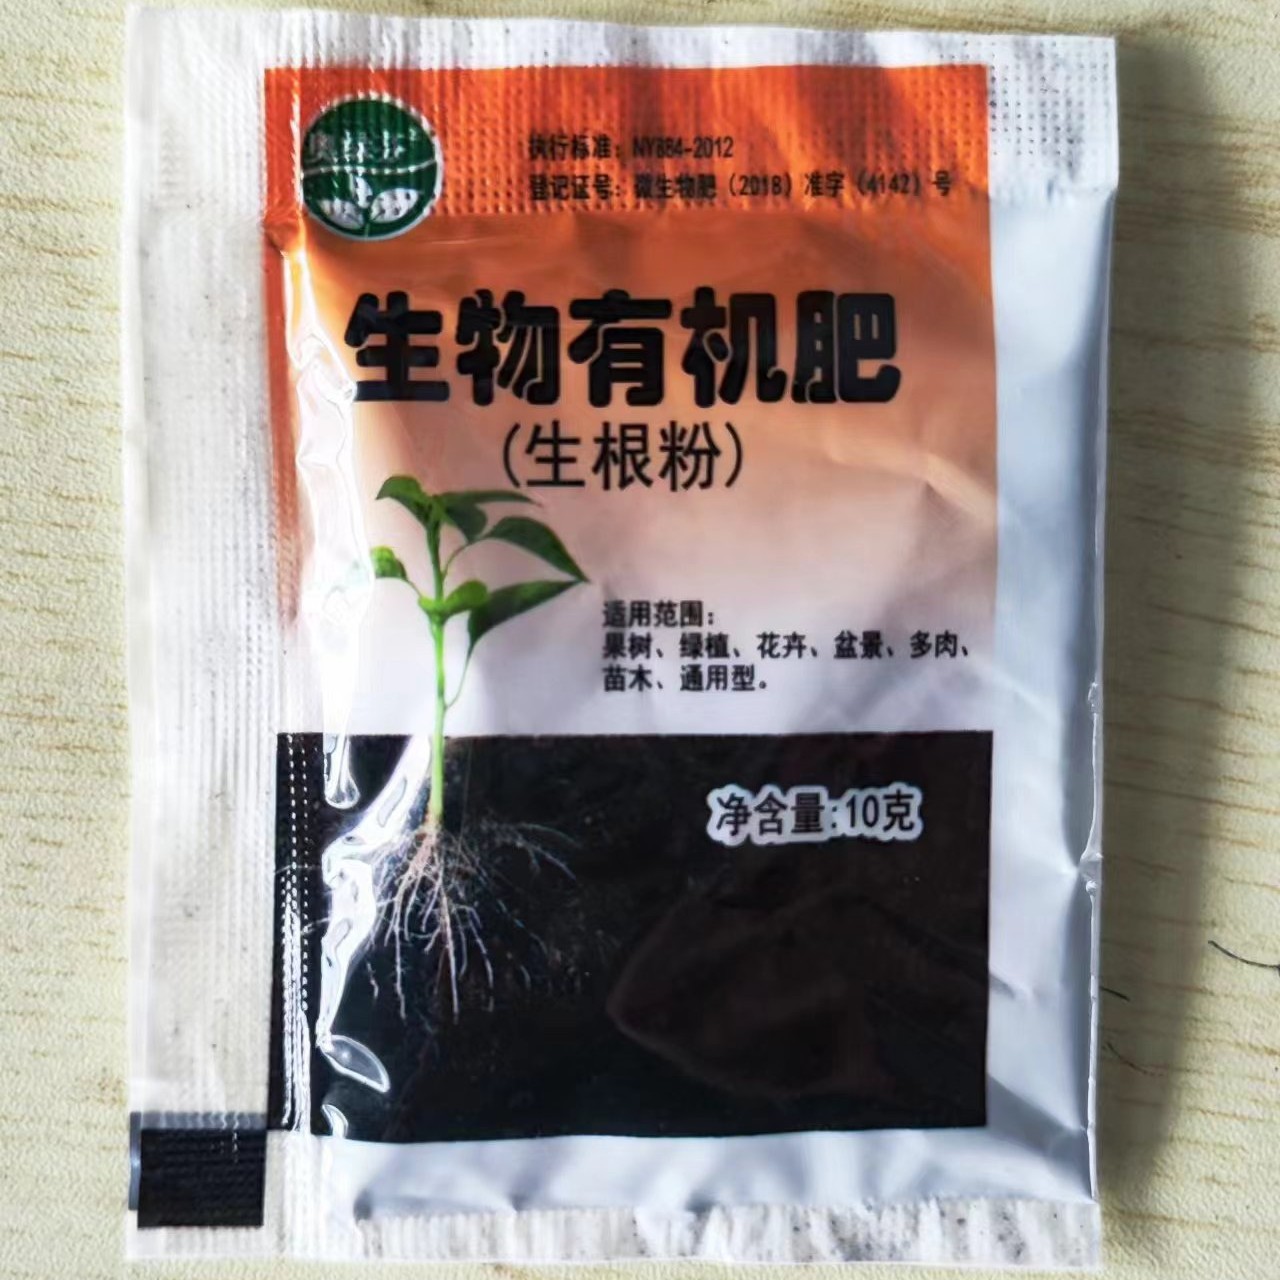 执行标准：NY884-2012
登记证号：微生物肥（2018）准字（4142）号
生物有机肥
（生根粉）
适用范围：
果树、绿植、花卉、盆景、多肉、
苗木、通用型。
净含量:10克